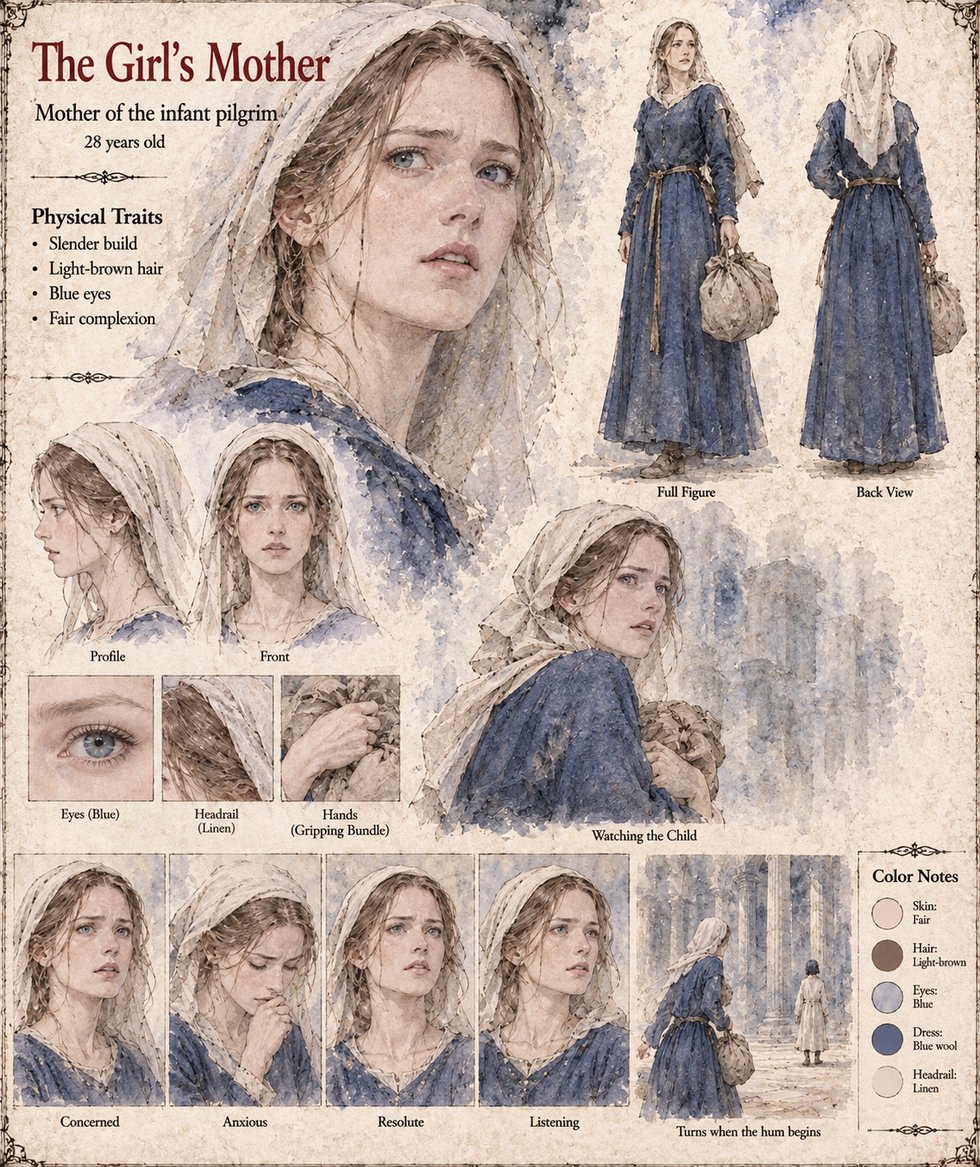 The Girl's Mother
Mother of the infant pilgrim
28 years old
Physical Traits
• Slender build
• Light-brown hair
• Blue eyes
• Fair complexion
Full Figure
Back View
Profile
Front
Eyes (Blue)
Headrail
(Linen)
Hands
(Gripping Bundle)
Watching the Child
Concerned
Anxious
Resolute
Listening
Turns when the hum begins
Color Notes
Skin:
Fair
Hair:
Light-brown
Eyes:
Blue
Dress:
Blue wool
Headrail:
Linen